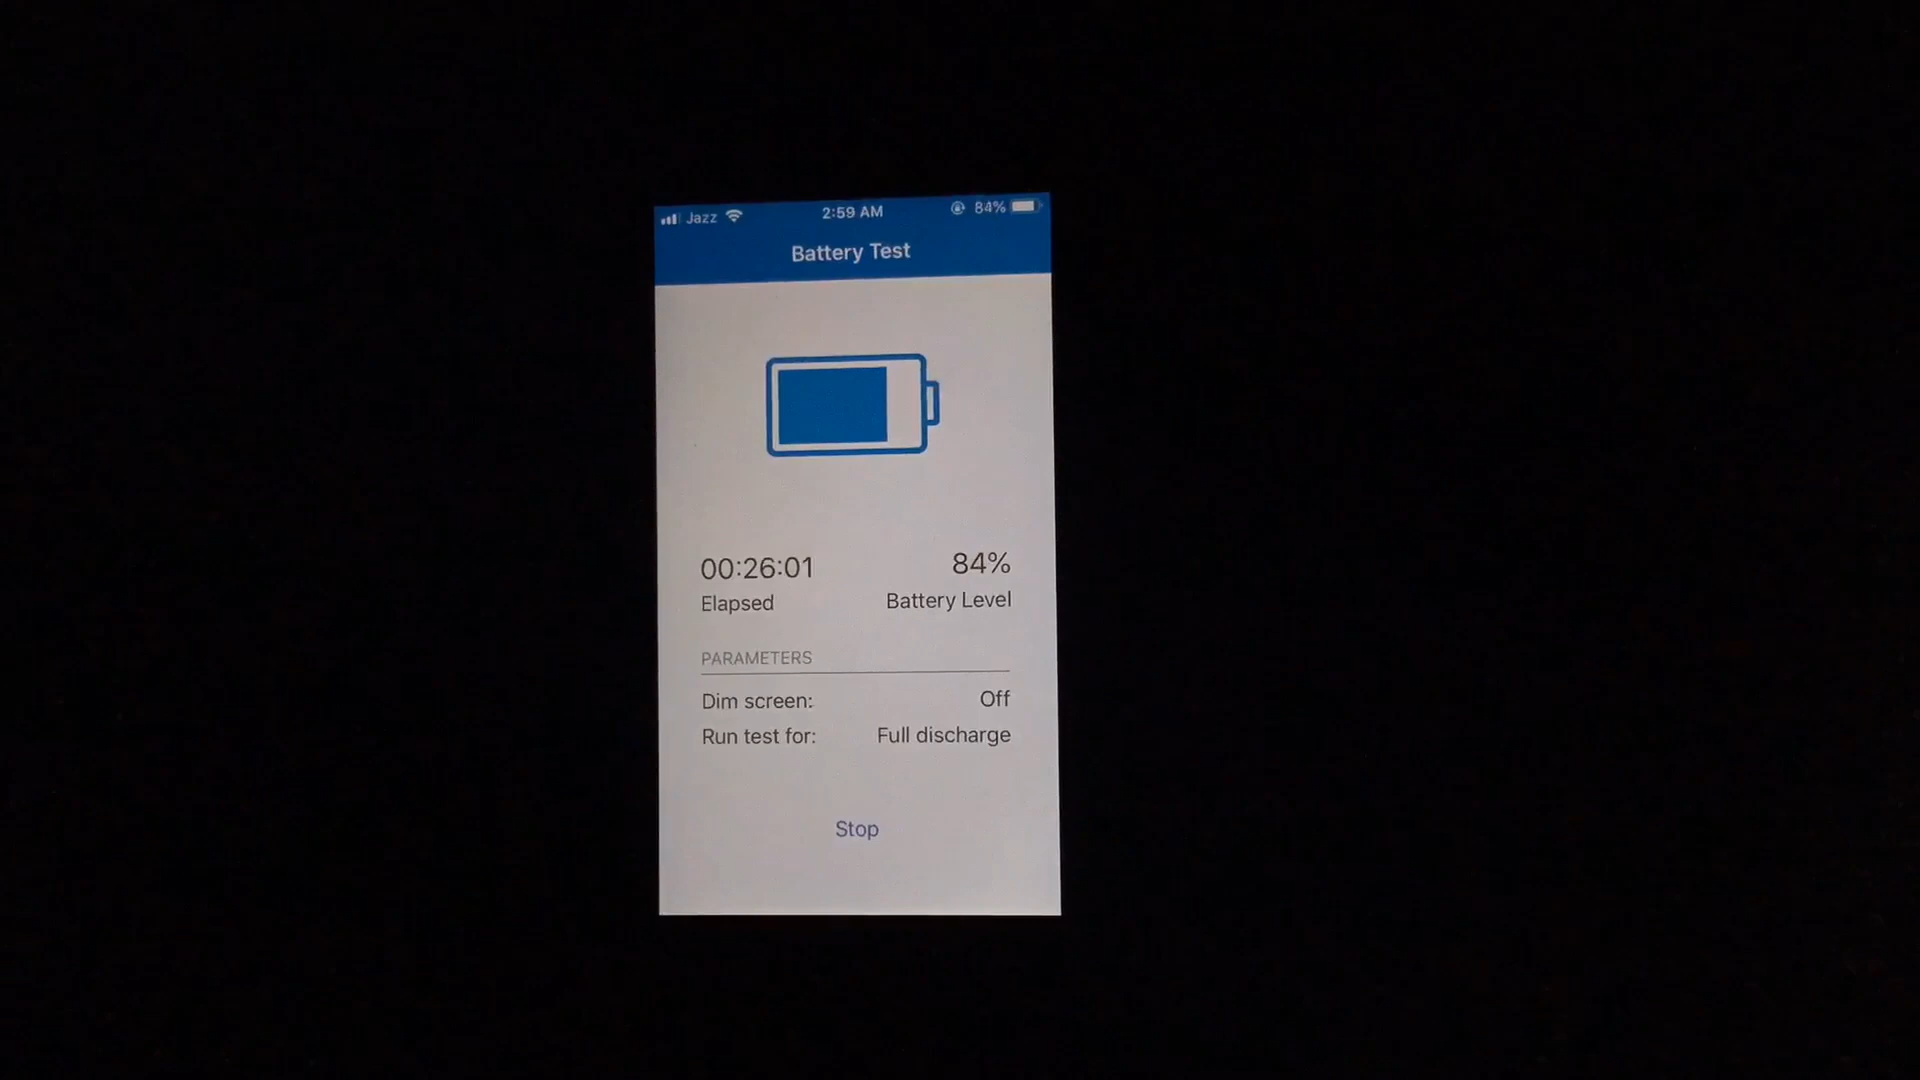 Jazz 2:59 AM 84%
Battery Test
00:26:01 84%
Elapsed Battery Level
PARAMETERS
Dim screen: Off
Run test for: Full discharge
Stop